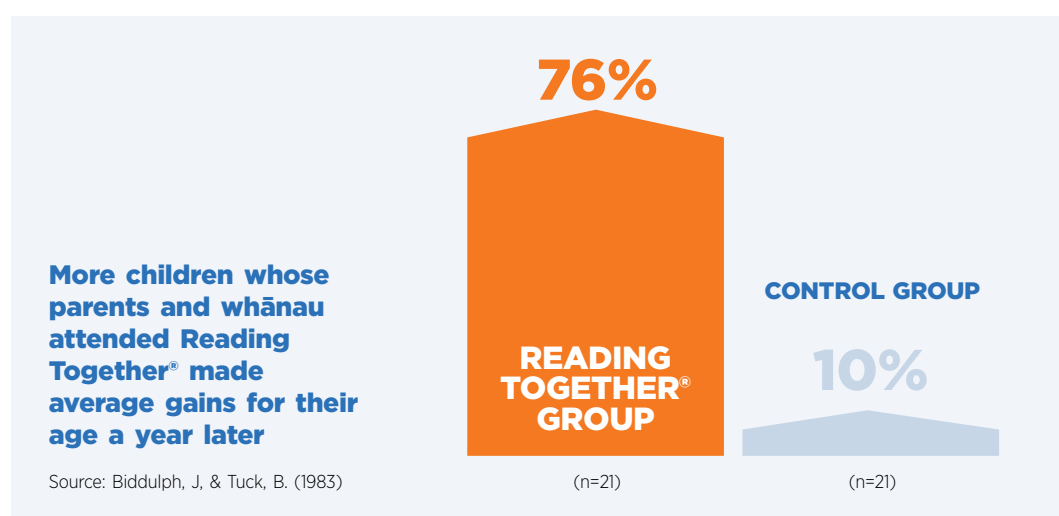 76%
More children whose
parents and whānau
attended Reading
Together® made
average gains for their
age a year later
READING
TOGETHER®
GROUP
CONTROL GROUP
10%
Source: Biddulph, J, & Tuck, B. (1983)
(n=21)
(n=21)